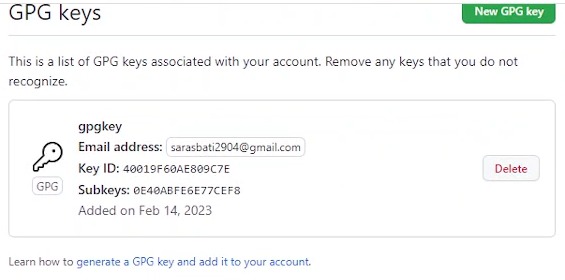 GPG keys
New GPG key
This is a list of GPG keys associated with your account. Remove any keys that you do not
recognize.
gpgkey
Email address: sarasbati2904@gmail.com
Key ID: 40019F60AE809C7E
Subkeys: 0E40ABFE6E77CEF8
Added on Feb 14, 2023
GPG
Delete
Learn how to generate a GPG key and add it to your account.